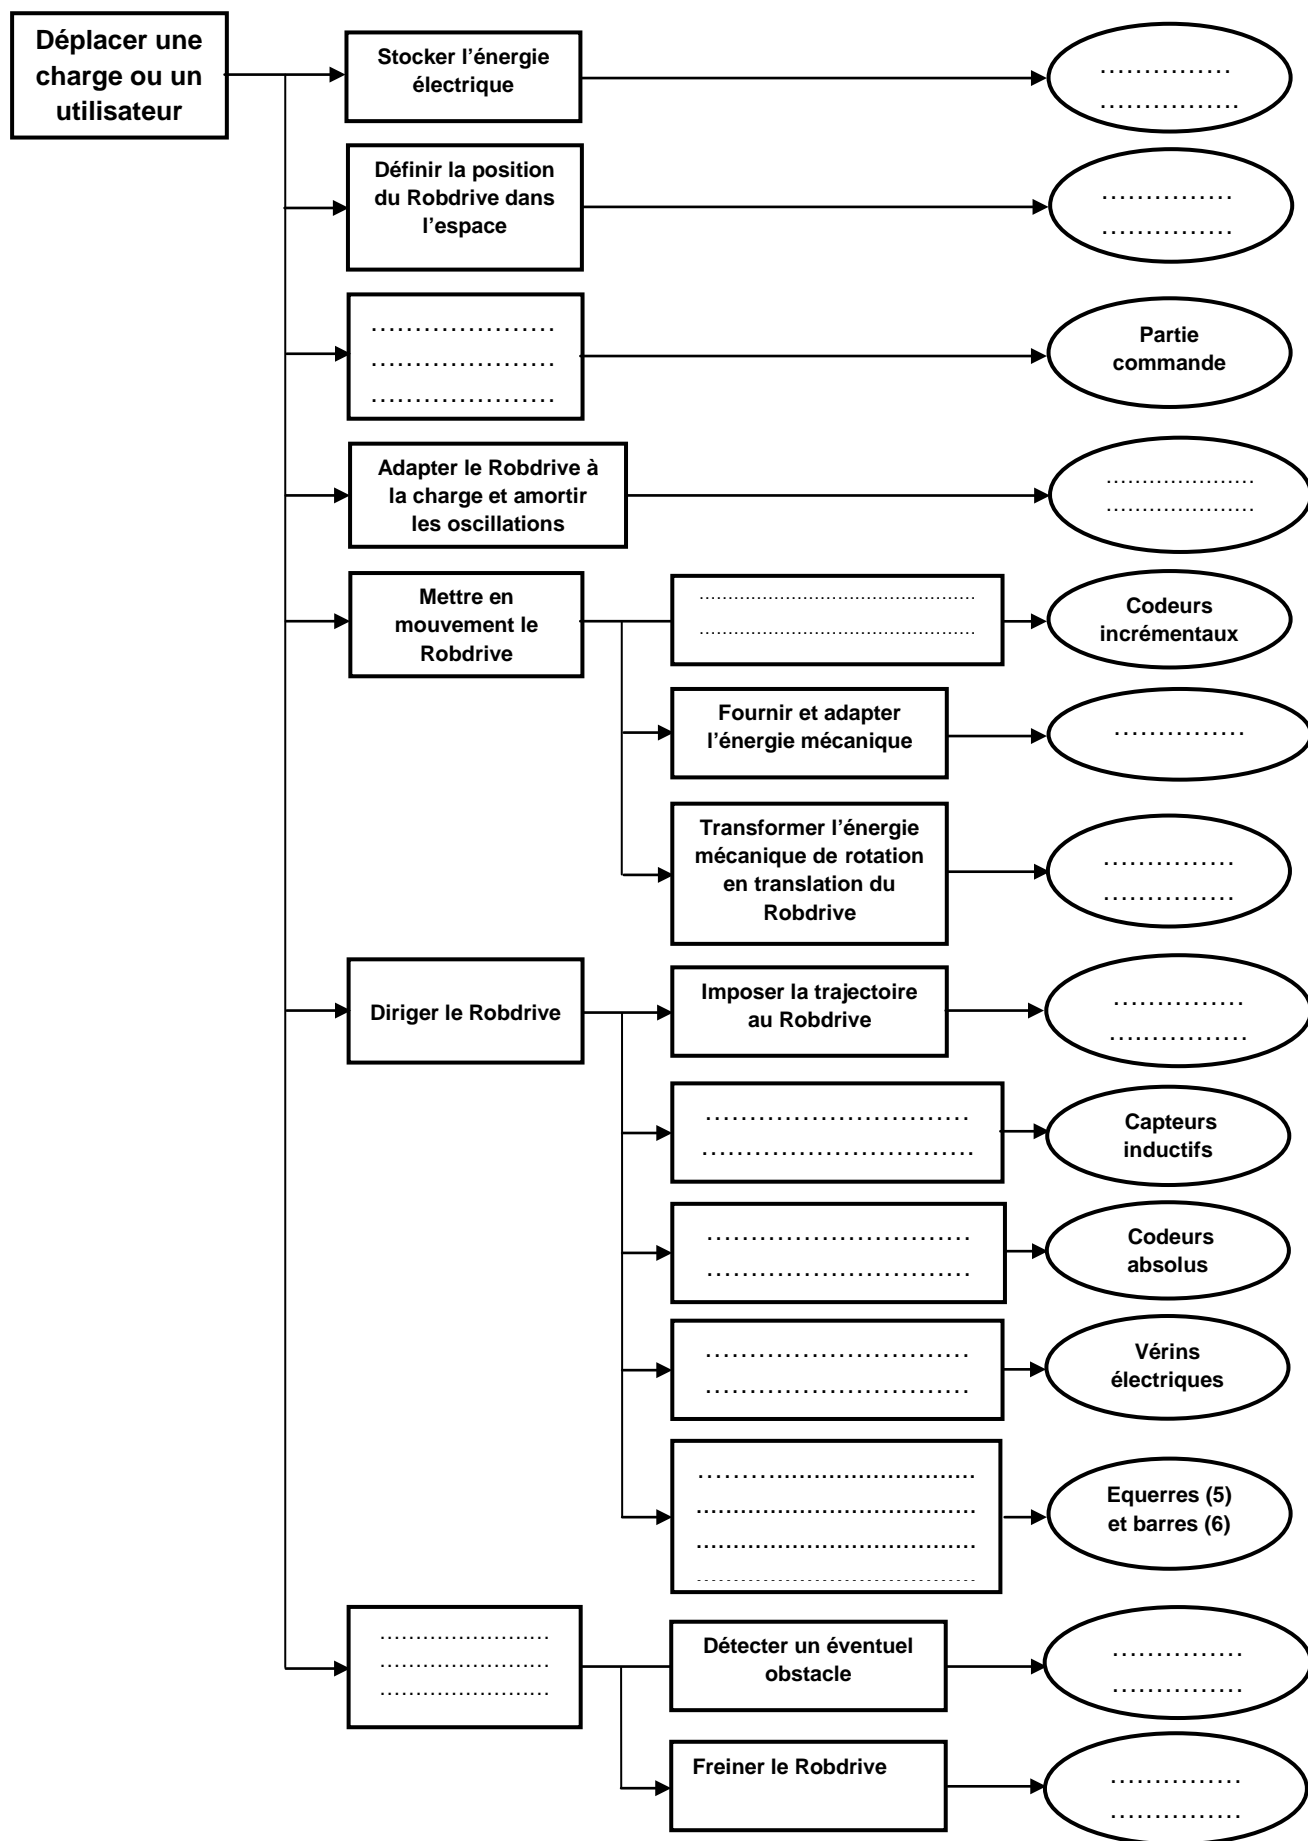 Déplacer une
charge ou un
utilisateur
Stocker l’énergie
électrique
……………
…………….
Définir la position
du Robdrive dans
l’espace
……………
……………
…………………
…………………
…………………
Partie
commande
Adapter le Robdrive à
la charge et amortir
les oscillations
…………………
…………………
Mettre en
mouvement le
Robdrive
………………………………………
………………………………………
Codeurs
incrémentaux
Fournir et adapter
l’énergie mécanique
……………
Transformer l’énergie
mécanique de rotation
en translation du
Robdrive
……………
……………
Diriger le Robdrive
Imposer la trajectoire
au Robdrive
……………
…………….
…………………………
…………………………
Capteurs
inductifs
…………………………
…………………………
Codeurs
absolus
…………………………
…………………………
Vérins
électriques
…………………………………
…………………………………
…………………………………
…………………………………
Equerres (5)
et barres (6)
……………………
……………………
……………………
Détecter un éventuel
obstacle
……………
……………
Freiner le Robdrive
……………
……………